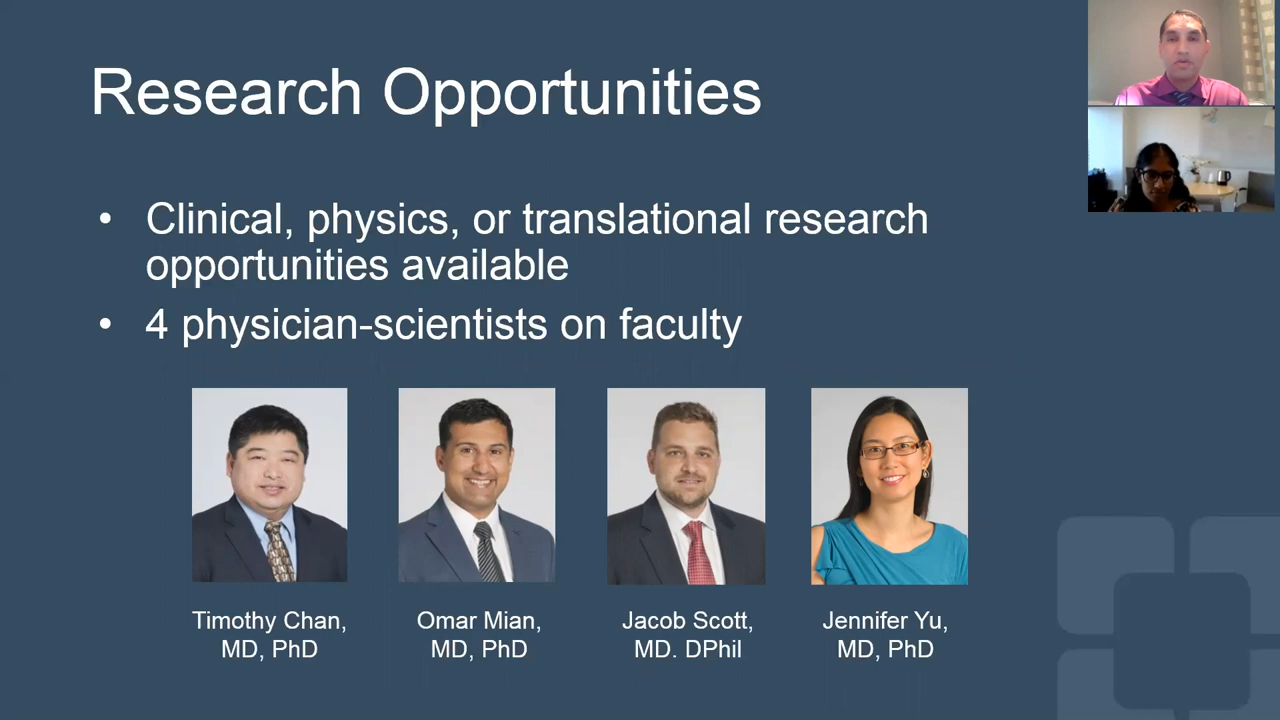 Research Opportunities
• Clinical, physics, or translational research
opportunities available
• 4 physician-scientists on faculty
Timothy Chan,
MD, PhD
Omar Mian,
MD, PhD
Jacob Scott,
MD. DPhil
Jennifer Yu,
MD, PhD